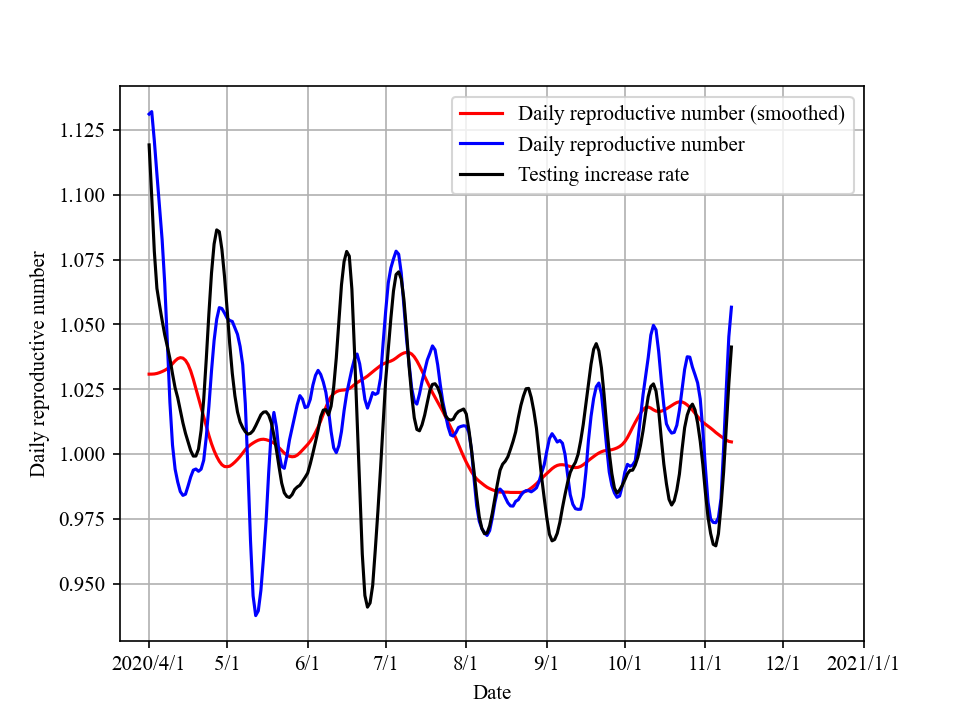 Daily reproductive number (smoothed)
Daily reproductive number
Testing increase rate
Daily reproductive number
1.125
1.100
1.075
1.050
1.025
1.000
0.975
0.950
2020/4/1 5/1 6/1 7/1 8/1 9/1 10/1 11/1 12/1 2021/1/1
Date